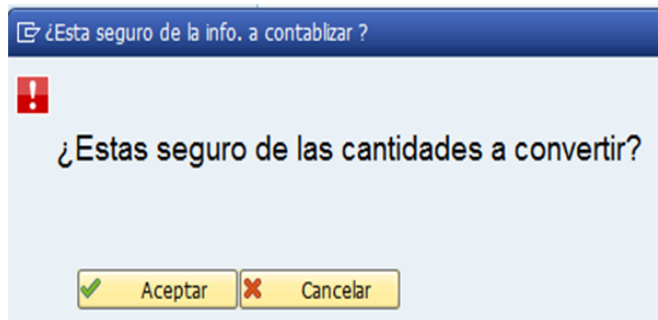 ¿Esta seguro de la info. a contablizar ?
¿Estas seguro de las cantidades a convertir?
Aceptar Cancelar